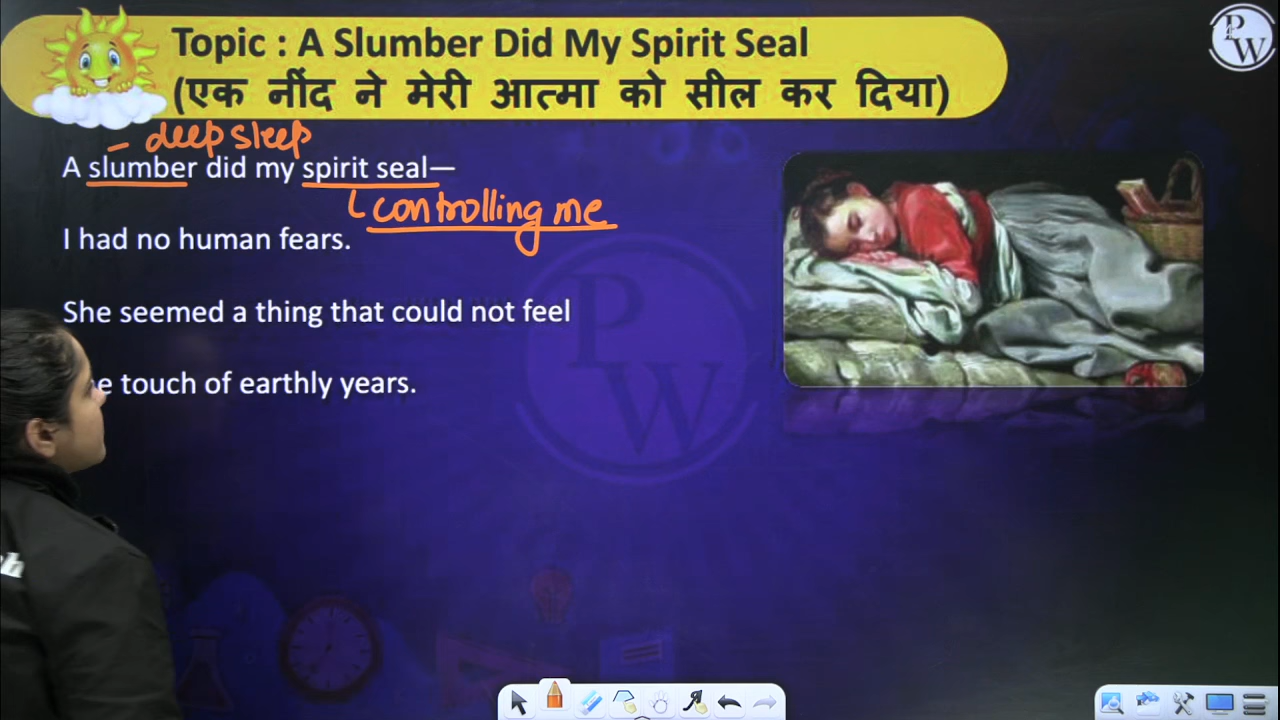 Topic : A Slumber Did My Spirit Seal
(एक नींद ने मेरी आत्मा को सील कर दिया)
P
W
– deep sleep
A slumber did my spirit seal—
controlling me
I had no human fears.
She seemed a thing that could not feel
e touch of earthly years.
P
W